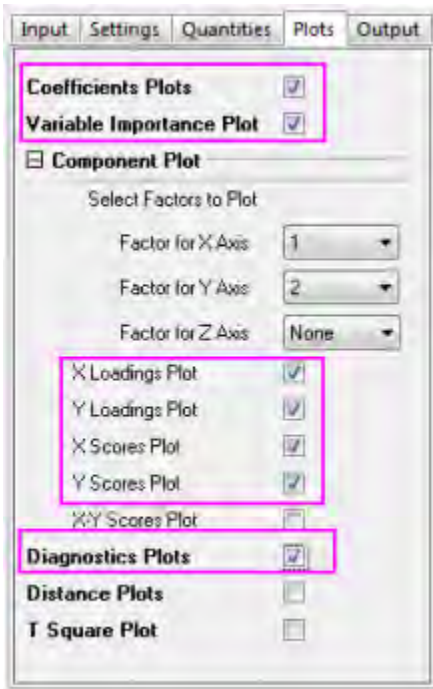 Input Settings Quantities Plots Output
Coefficients Plots
Variable Importance Plot
Component Plot
Select Factors to Plot
Factor for X Axis 1
Factor for Y Axis 2
Factor for Z Axis None
X Loadings Plot
Y Loadings Plot
X Scores Plot
Y Scores Plot
X-Y Scores Plot
Diagnostics Plots
Distance Plots
T Square Plot